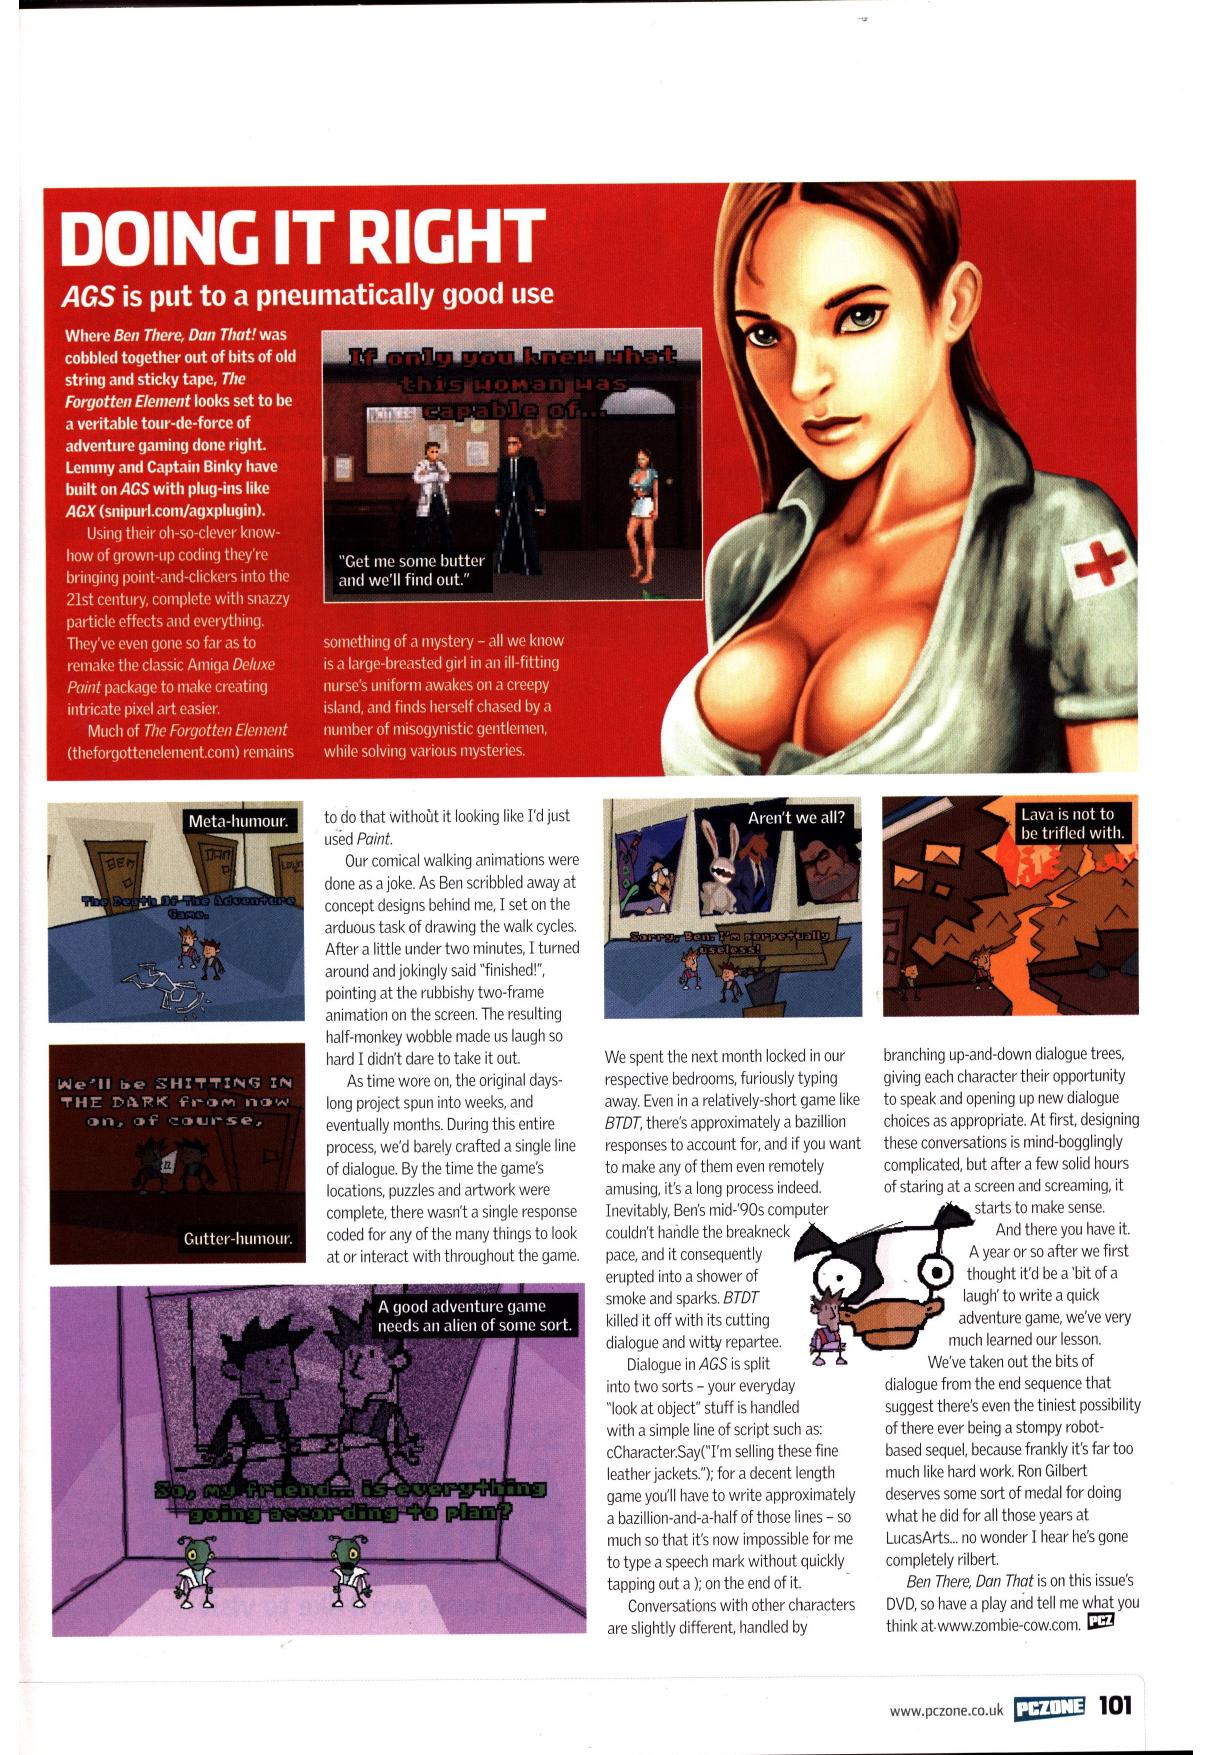 DOING IT RIGHT
AGS is put to a pneumatically good use
Where Ben There, Dan That! was
cobbled together out of bits of old
string and sticky tape, The
Forgotten Element looks set to be
a veritable tour-de-force of
adventure gaming done right.
Lemmy and Captain Binky have
built on AGS with plug-ins like
AGX (snipurl.com/agxplugin).
Using their oh-so-clever know-
how of grown-up coding they're
bringing point-and-clickers into the
21st century, complete with snazzy
particle effects and everything.
They've even gone so far as to
remake the classic Amiga Deluxe
Paint package to make creating
intricate pixel art easier.
Much of The Forgotten Element
(theforgottenelement.com) remains
If only you knew what
this woman was
capable of...
NOTICES
"Get me some butter
and we'll find out."
something of a mystery – all we know
is a large-breasted girl in an ill-fitting
nurse's uniform awakes on a creepy
island, and finds herself chased by a
number of misogynistic gentlemen,
while solving various mysteries.
Meta-humour.
BEN
DAN
The Death Of The Adventure
Game.
We'll be SHITTING IN
THE DARK from now
on, of course,
Gutter-humour.
to do that without it looking like I'd just
used Paint.
Our comical walking animations were
done as a joke. As Ben scribbled away at
concept designs behind me, I set on the
arduous task of drawing the walk cycles.
After a little under two minutes, I turned
around and jokingly said "finished!",
pointing at the rubbishy two-frame
animation on the screen. The resulting
half-monkey wobble made us laugh so
hard I didn't dare to take it out.
As time wore on, the original days-
long project spun into weeks, and
eventually months. During this entire
process, we'd barely crafted a single line
of dialogue. By the time the game's
locations, puzzles and artwork were
complete, there wasn't a single response
coded for any of the many things to look
at or interact with throughout the game.
A good adventure game
needs an alien of some sort.
So, my friend... is everything
going according to plan?
Aren't we all?
Sorry, Ben. I'm perpetually
useless!
Lava is not to
be trifled with.
We spent the next month locked in our
respective bedrooms, furiously typing
away. Even in a relatively-short game like
BTDT, there's approximately a bazillion
responses to account for, and if you want
to make any of them even remotely
amusing, it's a long process indeed.
Inevitably, Ben's mid-'90s computer
couldn't handle the breakneck
pace, and it consequently
erupted into a shower of
smoke and sparks. BTDT
killed it off with its cutting
dialogue and witty repartee.
Dialogue in AGS is split
into two sorts – your everyday
"look at object" stuff is handled
with a simple line of script such as:
cCharacter.Say("I'm selling these fine
leather jackets."); for a decent length
game you'll have to write approximately
a bazillion-and-a-half of those lines – so
much so that it's now impossible for me
to type a speech mark without quickly
tapping out a ); on the end of it.
Conversations with other characters
are slightly different, handled by
branching up-and-down dialogue trees,
giving each character their opportunity
to speak and opening up new dialogue
choices as appropriate. At first, designing
these conversations is mind-bogglingly
complicated, but after a few solid hours
of staring at a screen and screaming, it
starts to make sense.
And there you have it.
A year or so after we first
thought it'd be a 'bit of a
laugh' to write a quick
adventure game, we've very
much learned our lesson.
We've taken out the bits of
dialogue from the end sequence that
suggest there's even the tiniest possibility
of there ever being a stompy robot-
based sequel, because frankly it's far too
much like hard work. Ron Gilbert
deserves some sort of medal for doing
what he did for all those years at
LucasArts... no wonder I hear he's gone
completely rilbert.
Ben There, Dan That is on this issue's
DVD, so have a play and tell me what you
think at www.zombie-cow.com. PCZ
www.pczone.co.uk PCZONE 101